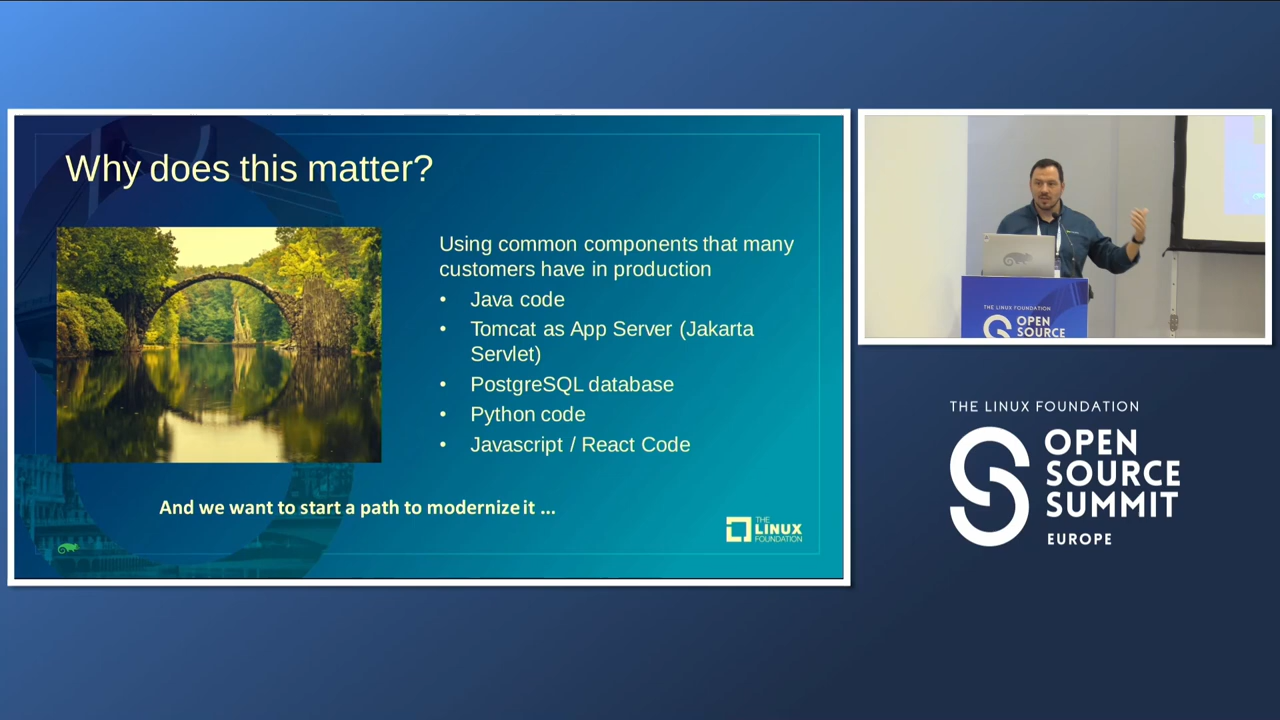 Why does this matter?
Using common components that many
customers have in production
• Java code
• Tomcat as App Server (Jakarta
Servlet)
• PostgreSQL database
• Python code
• Javascript / React Code
And we want to start a path to modernize it ...
THE
LINUX
FOUNDATION
THE LINUX FOUNDATION
OPEN
SOURCE
THE LINUX FOUNDATION
OPEN
SOURCE
SUMMIT
EUROPE